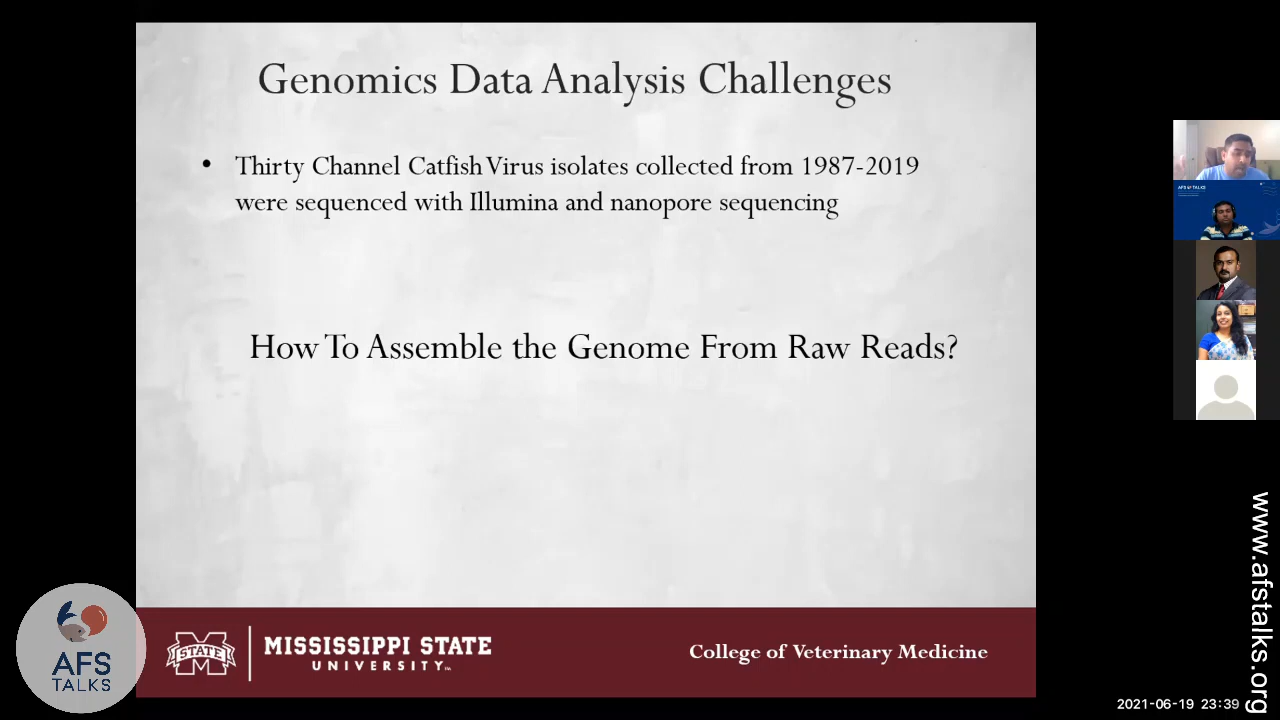 Genomics Data Analysis Challenges
• Thirty Channel Catfish Virus isolates collected from 1987-2019
were sequenced with Illumina and nanopore sequencing
How To Assemble the Genome From Raw Reads?
STATE
MISSISSIPPI STATE
UNIVERSITY™
College of Veterinary Medicine
AFS
TALKS
www.afstalks.org
2021-06-19 23:39